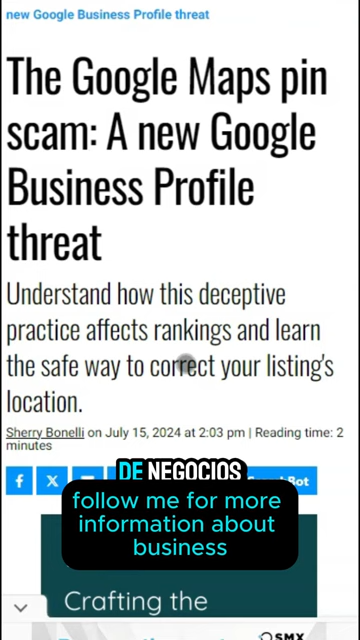 new Google Business Profile threat
The Google Maps pin
scam: A new Google
Business Profile
threat
Understand how this deceptive
practice affects rankings and learn
the safe way to correct your listing's
location.
Sherry Bonelli on July 15, 2024 at 2:03 pm | Reading time: 2
minutes
DE NEGOCIOS
Bot
follow me for more
information about
business
Crafting the
SMX